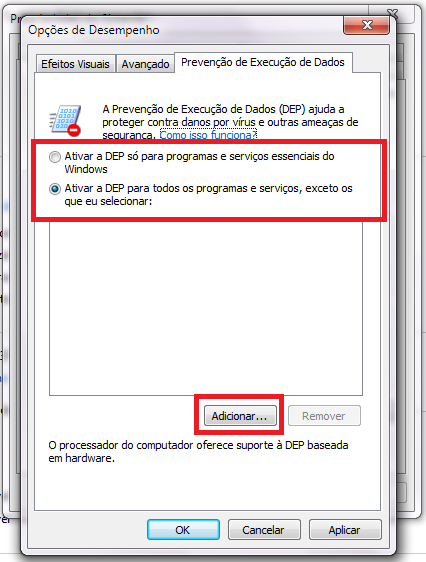 Opções de Desempenho
Efeitos Visuais
Avançado
Prevenção de Execução de Dados
A Prevenção de Execução de Dados (DEP) ajuda a
proteger contra danos por vírus e outras ameaças de
segurança. Como isso funciona?
Ativar a DEP só para programas e serviços essenciais do
Windows
Ativar a DEP para todos os programas e serviços, exceto os
que eu selecionar:
Adicionar...
Remover
O processador do computador oferece suporte à DEP baseada
em hardware.
OK
Cancelar
Aplicar